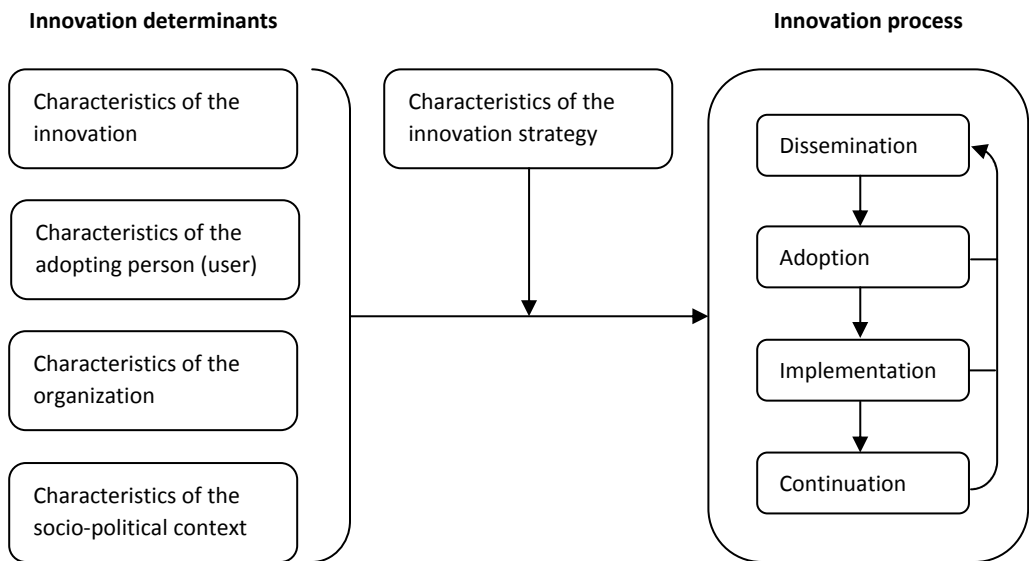 Innovation determinants
Innovation process
Characteristics of the
innovation
Characteristics of the
adopting person (user)
Characteristics of the
organization
Characteristics of the
socio-political context
Characteristics of the
innovation strategy
Dissemination
Adoption
Implementation
Continuation